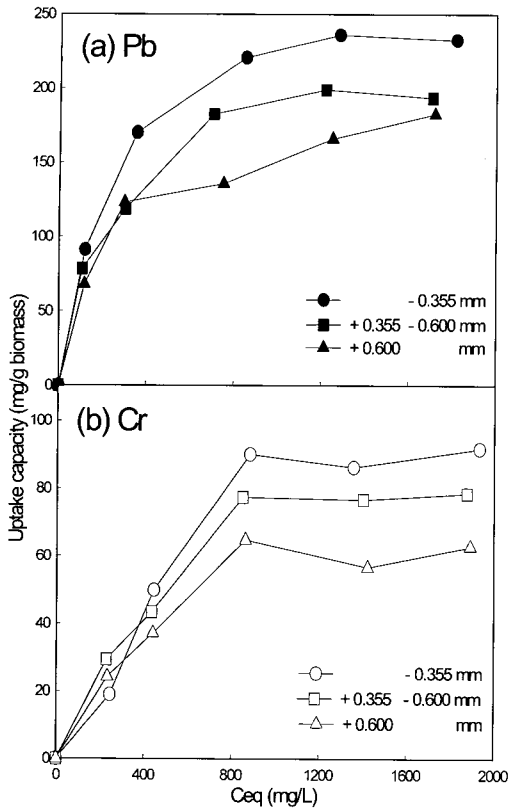 250
(a) Pb
200
150
100
- 0.355 mm
+ 0.355 - 0.600 mm
+ 0.600 mm
50
0
Uptake capacity (mg/g biomass)
100
(b) Cr
80
60
40
- 0.355 mm
+ 0.355 - 0.600 mm
+ 0.600 mm
20
0
0 400 800 1200 1600 2000
Ceq (mg/L)